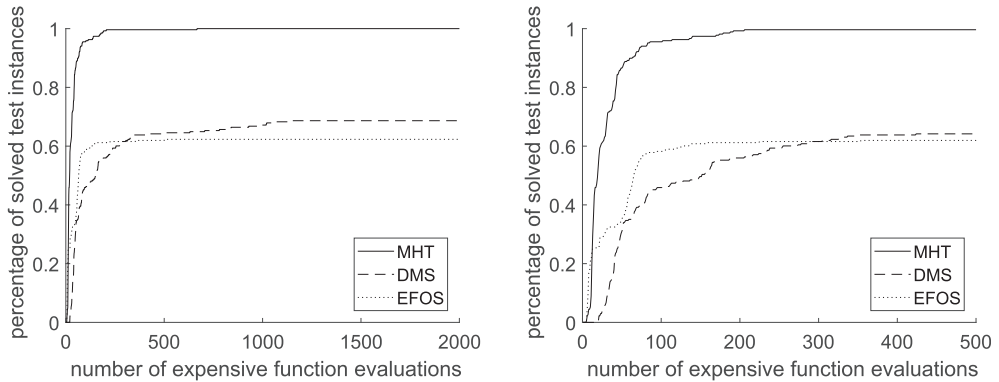 percentage of solved test instances
1
0.8
0.6
0.4
0.2
0
0 500 1000 1500 2000
number of expensive function evaluations
MHT
DMS
EFOS
percentage of solved test instances
1
0.8
0.6
0.4
0.2
0
0 100 200 300 400 500
number of expensive function evaluations
MHT
DMS
EFOS